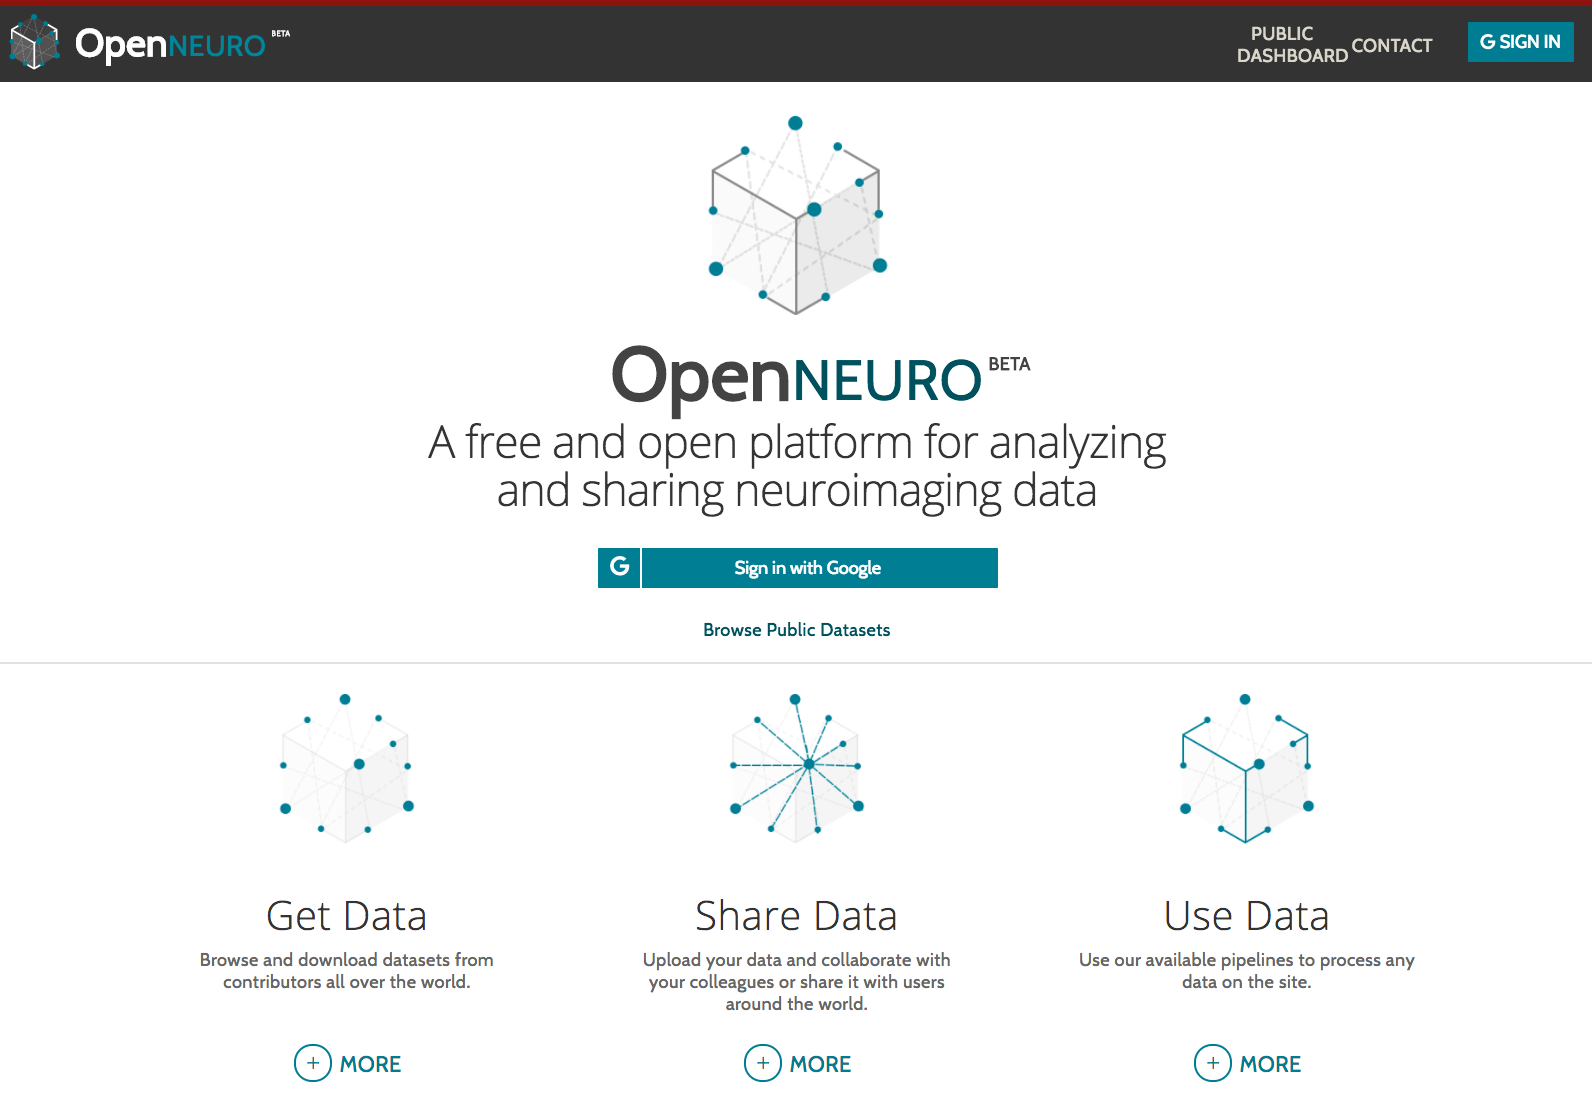 OpenNEURO BETA
PUBLIC
DASHBOARD
CONTACT
G SIGN IN
OpenNEURO BETA
A free and open platform for analyzing
and sharing neuroimaging data
G Sign in with Google
Browse Public Datasets
Get Data
Browse and download datasets from
contributors all over the world.
+ MORE
Share Data
Upload your data and collaborate with
your colleagues or share it with users
around the world.
+ MORE
Use Data
Use our available pipelines to process any
data on the site.
+ MORE